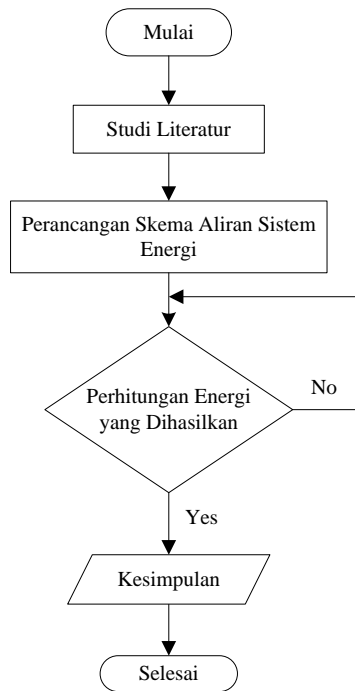 Mulai
Studi Literatur
Perancangan Skema Aliran Sistem
Energi
Perhitungan Energi
yang Dihasilkan
No
Yes
Kesimpulan
Selesai